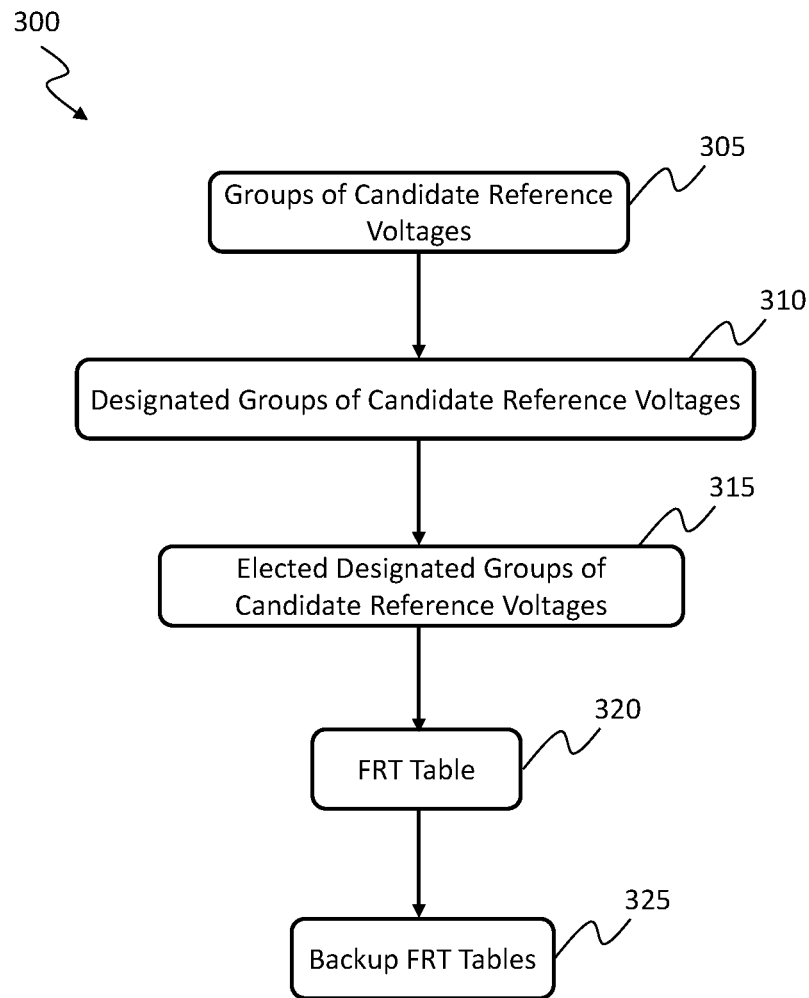 300
305
Groups of Candidate Reference
Voltages
310
Designated Groups of Candidate Reference Voltages
315
Elected Designated Groups of
Candidate Reference Voltages
320
FRT Table
325
Backup FRT Tables